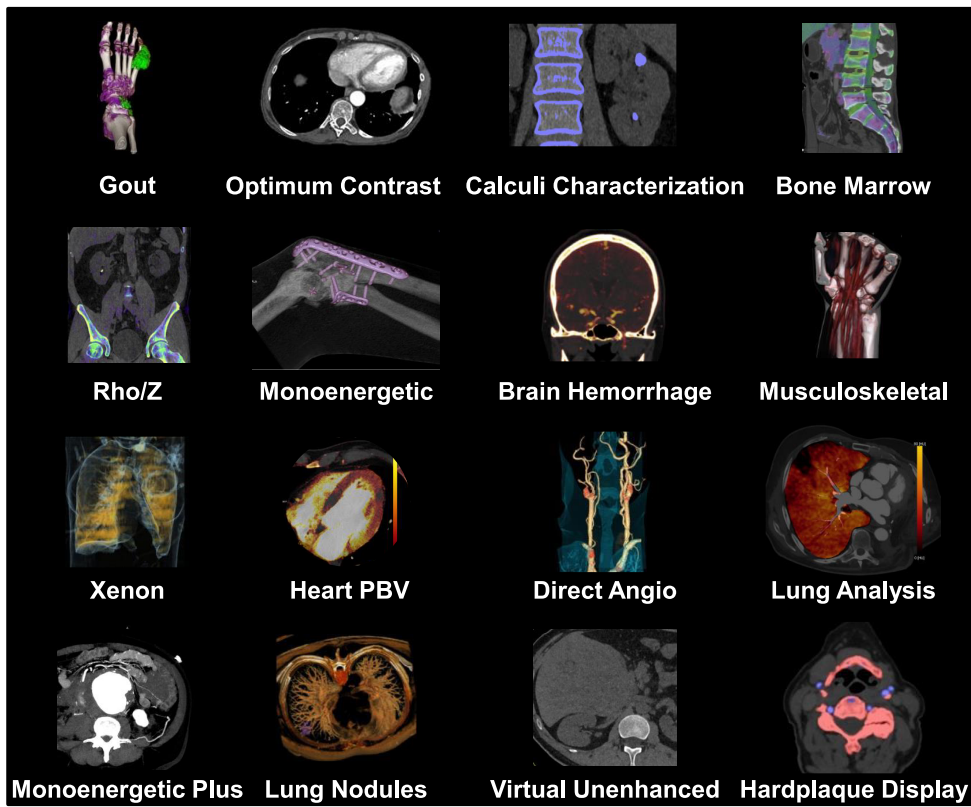 Gout
Optimum Contrast
Calculi Characterization
Bone Marrow
Rho/Z
Monoenergetic
Brain Hemorrhage
Musculoskeletal
Xenon
Heart PBV
Direct Angio
Lung Analysis
Monoenergetic Plus
Lung Nodules
Virtual Unenhanced
Hardplaque Display